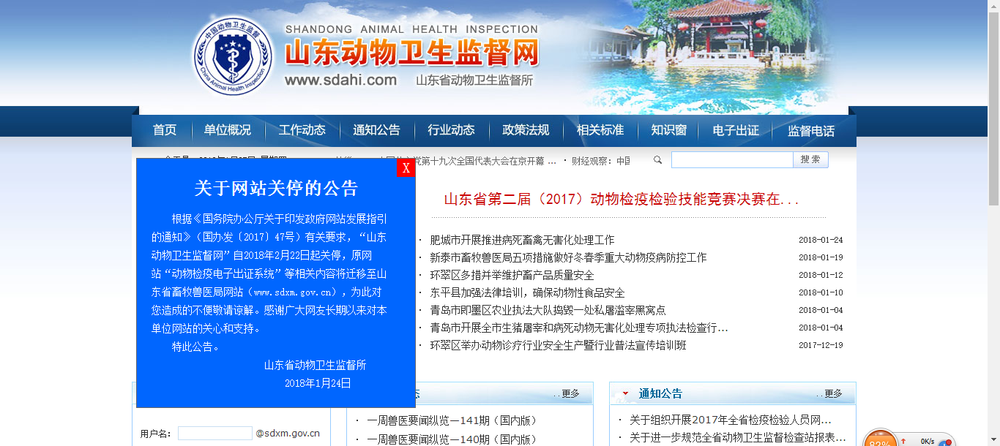 中国动物卫生监督
China Animal Health Inspection
SHANDONG ANIMAL HEALTH INSPECTION
山东动物卫生监督网
www.sdahi.com 山东省动物卫生监督所
首页 单位概况 工作动态 通知公告 行业动态 政策法规 相关标准 知识窗 电子出证 监督电话
党第十九次全国代表大会在京开幕 ... · 财经观察：中国
搜 索
X
关于网站关停的公告
根据《国务院办公厅关于印发政府网站发展指引
的通知》（国办发〔2017〕47号）有关要求，“山东
动物卫生监督网”自2018年2月22日起关停，原网
站“动物检疫电子出证系统”等相关内容将迁移至山
东省畜牧兽医局网站（www.sdxm.gov.cn），为此对
您造成的不便敬请谅解。感谢广大网友长期以来对本
单位网站的关心和支持。
特此公告。
山东省动物卫生监督所
2018年1月24日
山东省第二届（2017）动物检疫检验技能竞赛决赛在...
· 肥城市开展推进病死畜禽无害化处理工作 2018-01-24
· 新泰市畜牧兽医局五项措施做好冬春季重大动物疫病防控工作 2018-01-19
· 环翠区多措并举维护畜产品质量安全 2018-01-12
· 东平县加强法律培训，确保动物性食品安全 2018-01-10
· 青岛市即墨区农业执法大队捣毁一处私屠滥宰黑窝点 2018-01-04
· 青岛市开展全市生猪屠宰和病死动物无害化处理专项执法检查行... 2018-01-04
· 环翠区举办动物诊疗行业安全生产暨行业普法宣传培训班 2017-12-19
用户名： @sdxm.gov.cn
态 ..更多
· 一周兽医要闻纵览—141期（国内版）
· 一周兽医要闻纵览—140期（国内版）
通知公告 ..更多
· 关于组织开展2017年全省检疫检验人员网...
· 关于进一步规范全省动物卫生监督检查站报表...
82%
0K/s